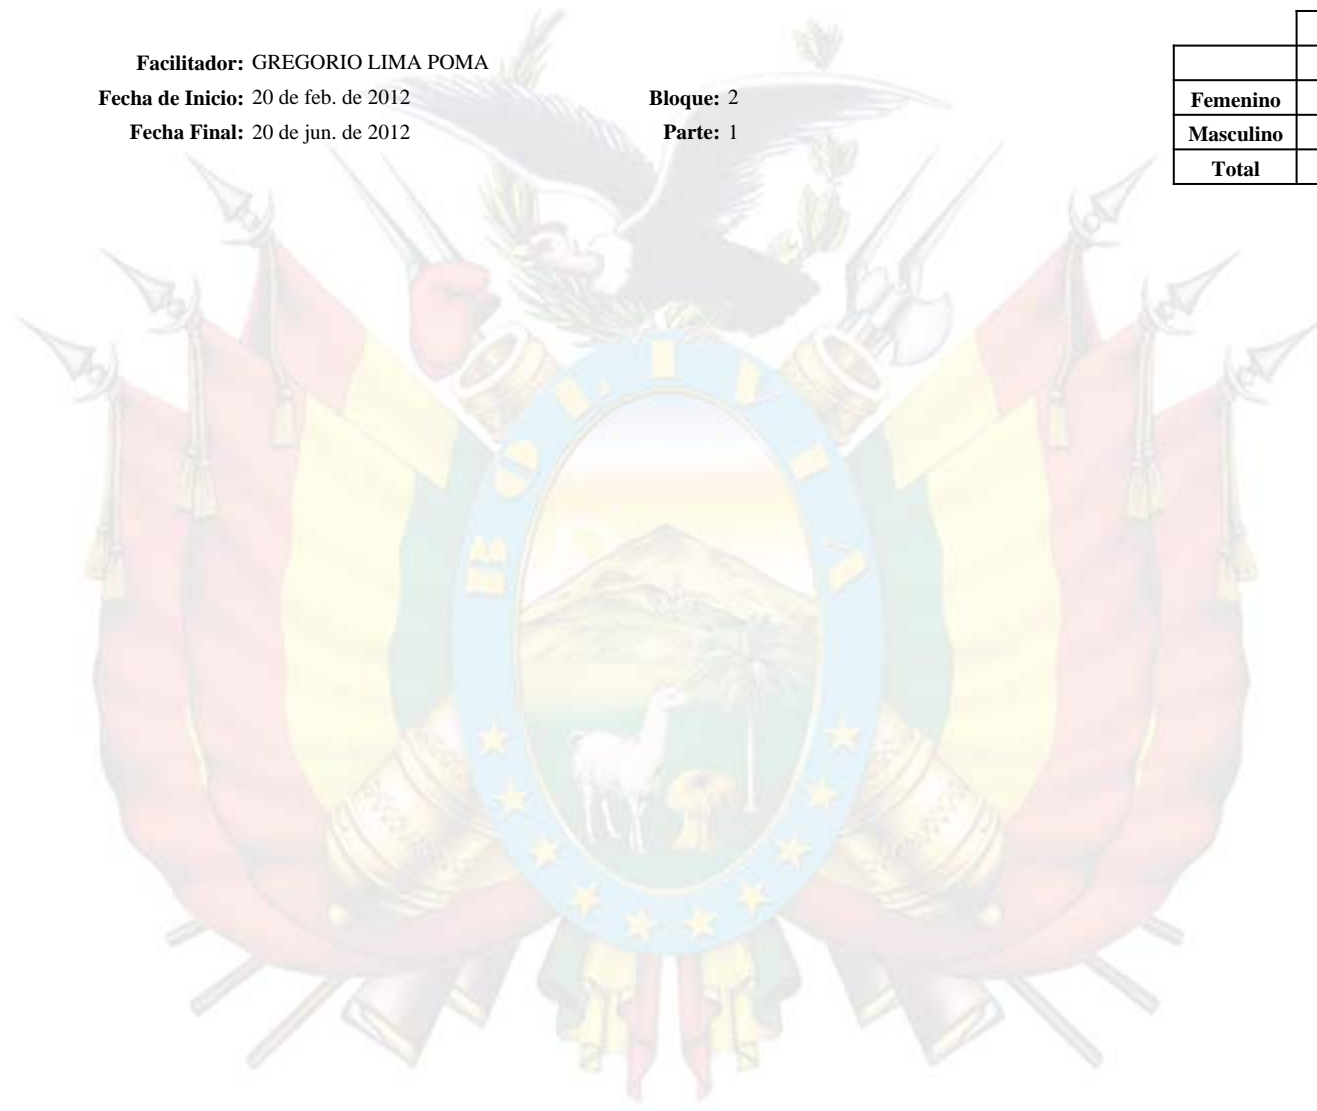 Facilitador: GREGORIO LIMA POMA
Fecha de Inicio: 20 de feb. de 2012 Bloque: 2
Fecha Final: 20 de jun. de 2012 Parte: 1
Femenino
Masculino
Total
BOLIVIA